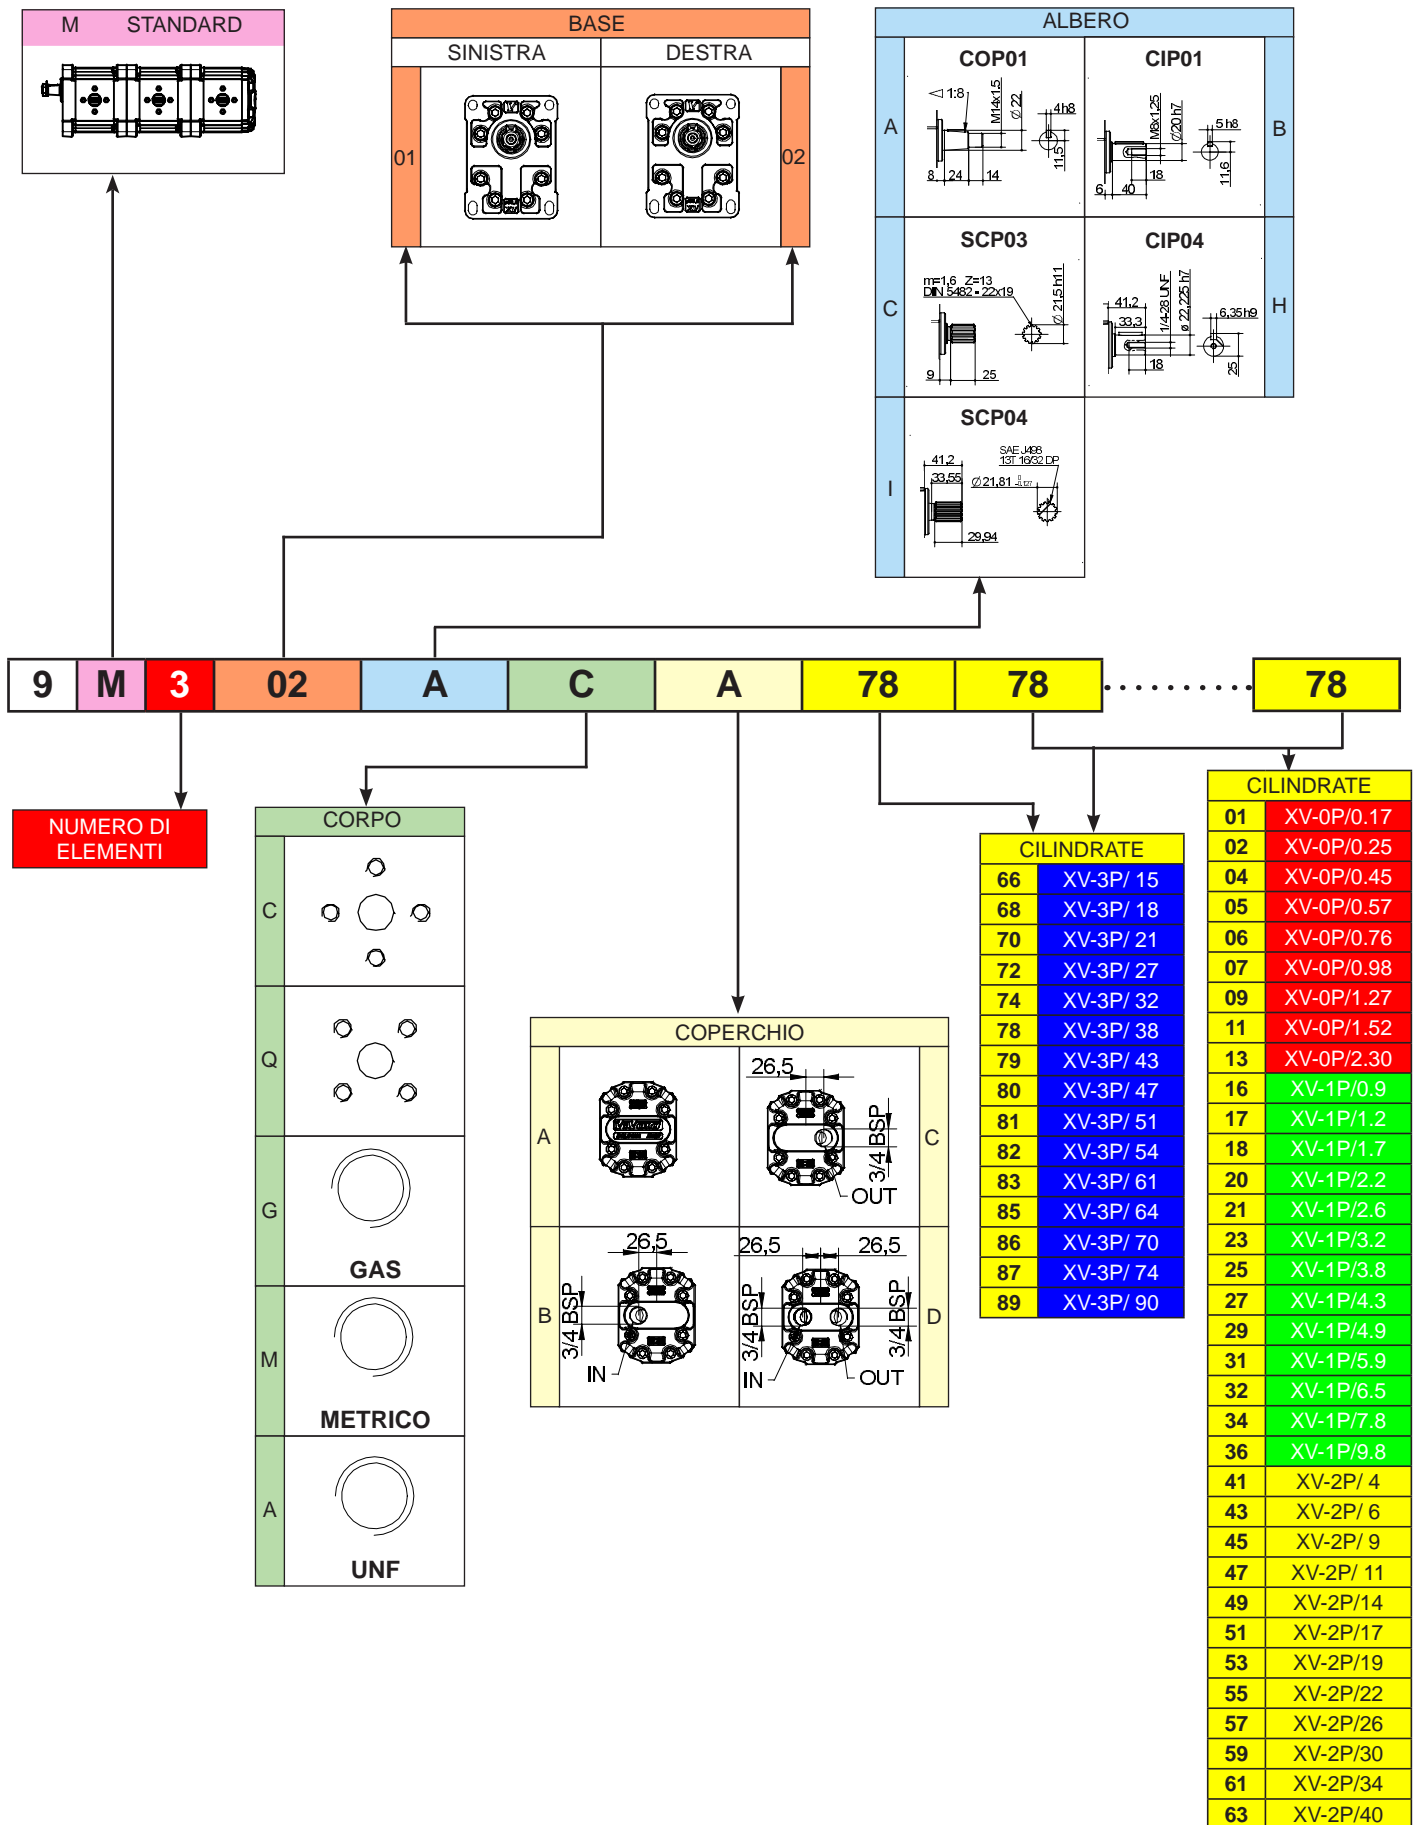 M STANDARD
BASE
SINISTRA DESTRA
01
02
ALBERO
A
COP01
1:8
M14x1.5
Ø 22
4h8
11,5
8 24 14
CIP01
M8x1,25
Ø20 h7
5 h8
11,6
18
6 40
B
C
SCP03
m=1,6 Z=13
DIN 5482 - 22x19
Ø 21,5 h11
9 25
CIP04
41,2
33,3
1/4-28 UNF
ø 22,225 h7
6,35 h9
18
25
H
I
SCP04
SAE J498
13T 16/32 DP
41,2
33,55
Ø 21,81 0 -0,127
29,94
9 M 3 02 A C A 78 78 .......... 78
NUMERO DI
ELEMENTI
CORPO
C
Q
G
GAS
M
METRICO
A
UNF
COPERCHIO
A
26,5
3/4 BSP
OUT
C
B
26,5
3/4 BSP
IN
26,5 26,5
3/4 BSP
3/4 BSP
IN
OUT
D
CILINDRATE
66 XV-3P/ 15
68 XV-3P/ 18
70 XV-3P/ 21
72 XV-3P/ 27
74 XV-3P/ 32
78 XV-3P/ 38
79 XV-3P/ 43
80 XV-3P/ 47
81 XV-3P/ 51
82 XV-3P/ 54
83 XV-3P/ 61
85 XV-3P/ 64
86 XV-3P/ 70
87 XV-3P/ 74
89 XV-3P/ 90
CILINDRATE
01 XV-0P/0.17
02 XV-0P/0.25
04 XV-0P/0.45
05 XV-0P/0.57
06 XV-0P/0.76
07 XV-0P/0.98
09 XV-0P/1.27
11 XV-0P/1.52
13 XV-0P/2.30
16 XV-1P/0.9
17 XV-1P/1.2
18 XV-1P/1.7
20 XV-1P/2.2
21 XV-1P/2.6
23 XV-1P/3.2
25 XV-1P/3.8
27 XV-1P/4.3
29 XV-1P/4.9
31 XV-1P/5.9
32 XV-1P/6.5
34 XV-1P/7.8
36 XV-1P/9.8
41 XV-2P/ 4
43 XV-2P/ 6
45 XV-2P/ 9
47 XV-2P/ 11
49 XV-2P/14
51 XV-2P/17
53 XV-2P/19
55 XV-2P/22
57 XV-2P/26
59 XV-2P/30
61 XV-2P/34
63 XV-2P/40